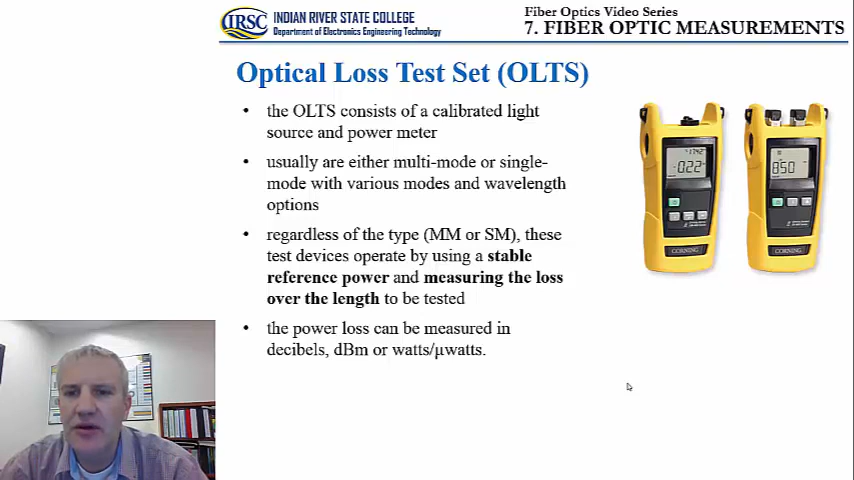 IRSC
INDIAN RIVER STATE COLLEGE
Department of Electronics Engineering Technology
Fiber Optics Video Series
7. FIBER OPTIC MEASUREMENTS
Optical Loss Test Set (OLTS)
• the OLTS consists of a calibrated light
source and power meter
• usually are either multi-mode or single-
mode with various modes and wavelength
options
• regardless of the type (MM or SM), these
test devices operate by using a stable
reference power and measuring the loss
over the length to be tested
• the power loss can be measured in
decibels, dBm or watts/μwatts.
-022
850
CORNING
CORNING